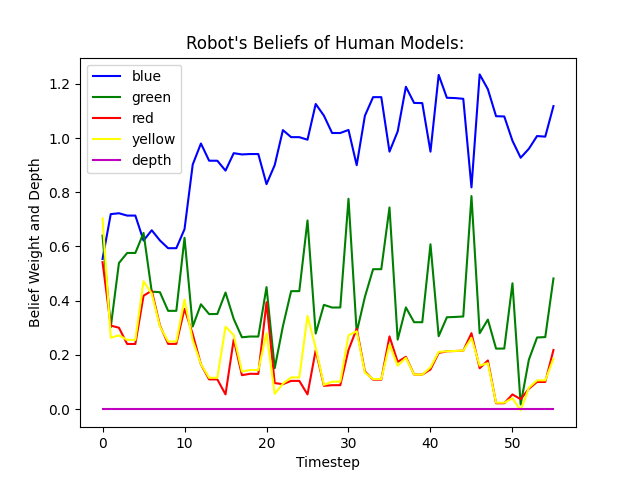 Robot's Beliefs of Human Models:
blue
green
red
yellow
depth
Belief Weight and Depth
1.2
1.0
0.8
0.6
0.4
0.2
0.0
0 10 20 30 40 50
Timestep